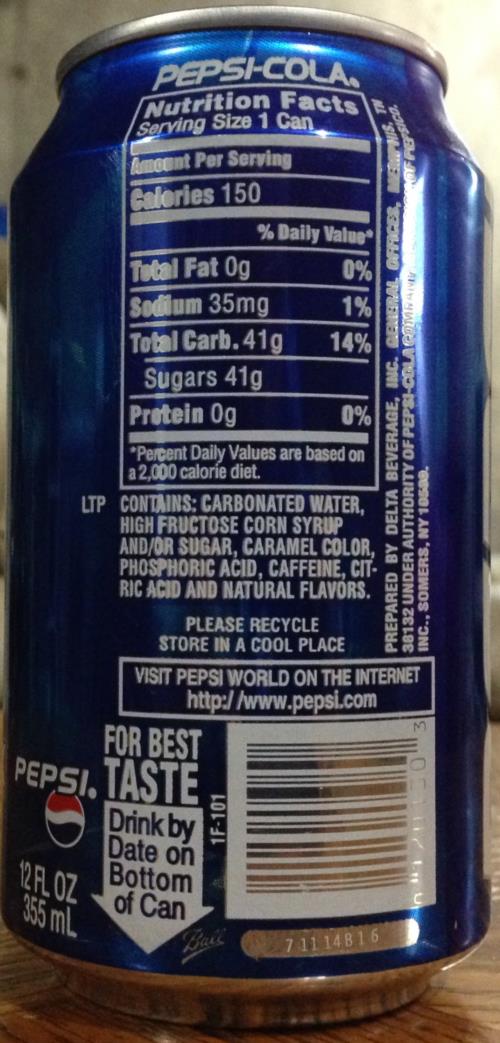 PEPSI-COLA®
Nutrition Facts
Serving Size 1 Can
Amount Per Serving
Calories 150
% Daily Value*
Total Fat 0g 0%
Sodium 35mg 1%
Total Carb. 41g 14%
Sugars 41g
Protein 0g 0%
*Percent Daily Values are based on
a 2,000 calorie diet.
LTP
CONTAINS: CARBONATED WATER,
HIGH FRUCTOSE CORN SYRUP
AND/OR SUGAR, CARAMEL COLOR,
PHOSPHORIC ACID, CAFFEINE, CIT-
RIC ACID AND NATURAL FLAVORS.
PREPARED BY DELTA BEVERAGE, INC. GENERAL OFFICES, MEMPHIS, TN
38132 UNDER AUTHORITY OF PEPSI-COLA COMPANY OF PEPSICO,
INC., SOMERS, NY
PLEASE RECYCLE
STORE IN A COOL PLACE
VISIT PEPSI WORLD ON THE INTERNET
http://www.pepsi.com
PEPSI®
12 FL OZ
355 mL
FOR BEST
TASTE
Drink by
Date on
Bottom
of Can
1F-101
Ball
7 11 14B16